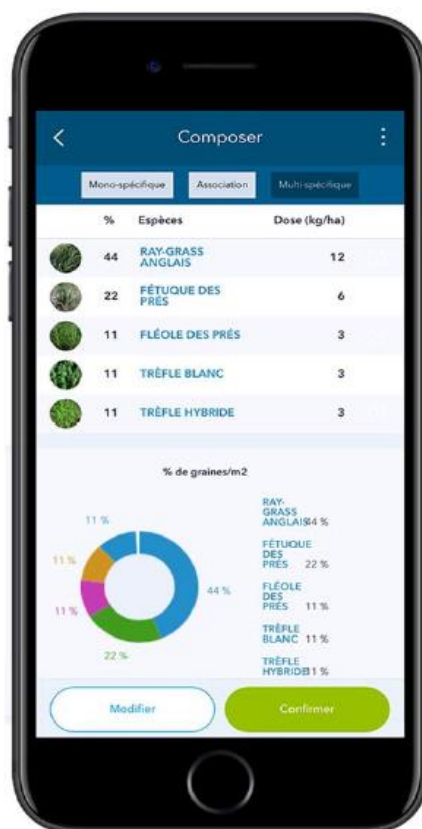 Composer
Mono-spécifique Association Multi-spécifique
% Espèces Dose (kg/ha)
44 RAY-GRASS ANGLAIS 12
22 FÉTUQUE DES PRÉS 6
11 FLÉOLE DES PRÉS 3
11 TRÈFLE BLANC 3
11 TRÈFLE HYBRIDE 3
% de graines/m2
11 %
11 %
11 %
22 %
44 %
RAY-
GRASS
ANGLAIS 44 %
FÉTUQUE
DES
PRÉS 22 %
FLÉOLE
DES
PRÉS 11 %
TRÈFLE
BLANC 11 %
TRÈFLE
HYBRIDE 11 %
Modifier Confirmer